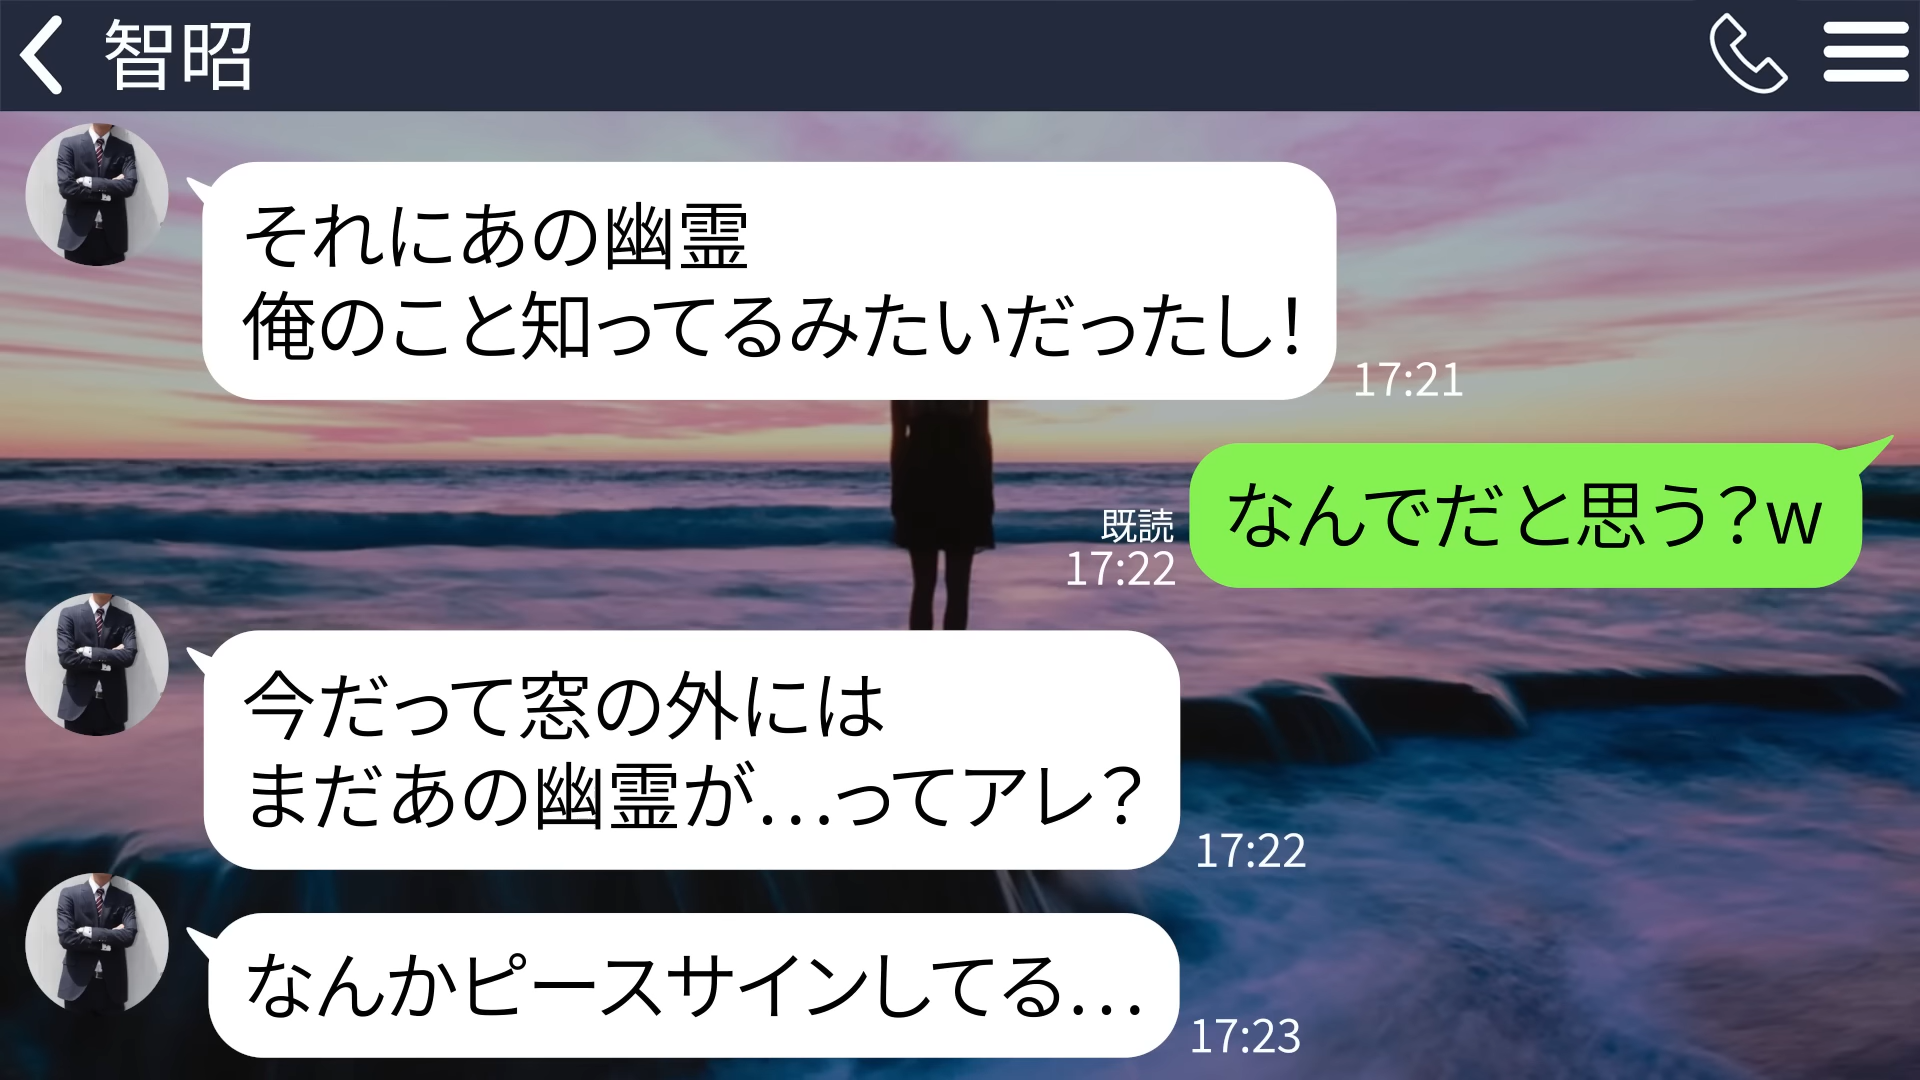 智昭
それにあの幽霊
俺のこと知ってるみたいだったし！
17:21
なんでだと思う？w
既読
17:22
今だって窓の外には
まだあの幽霊が…ってアレ？
17:22
なんかピースサインしてる…
17:23